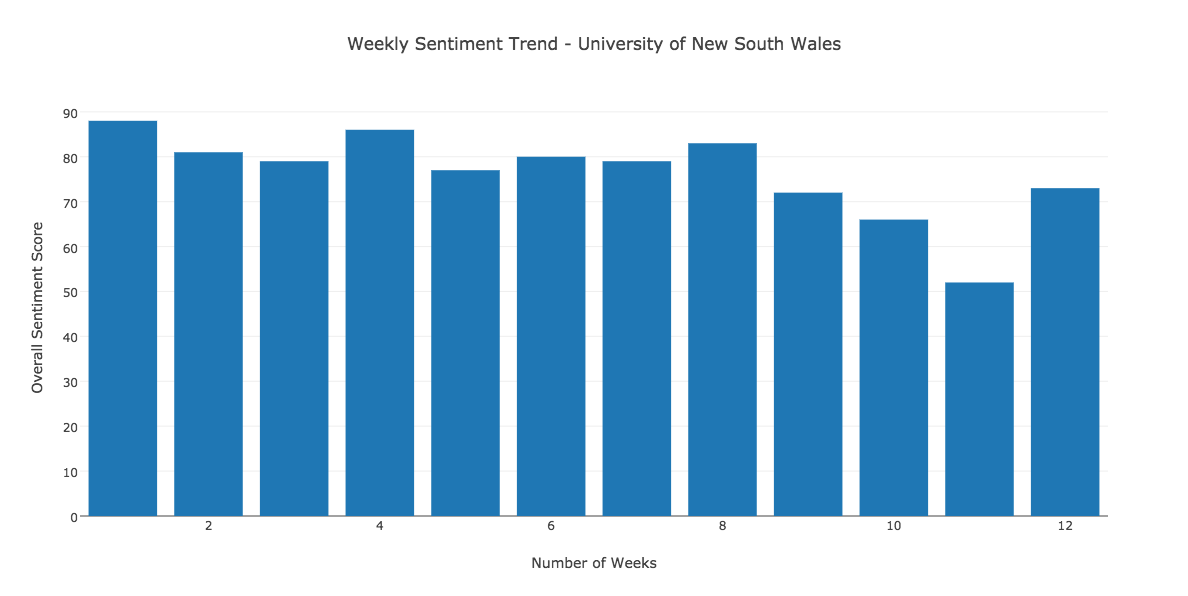 Weekly Sentiment Trend - University of New South Wales
Overall Sentiment Score
90
80
70
60
50
40
30
20
10
0
2 4 6 8 10 12
Number of Weeks